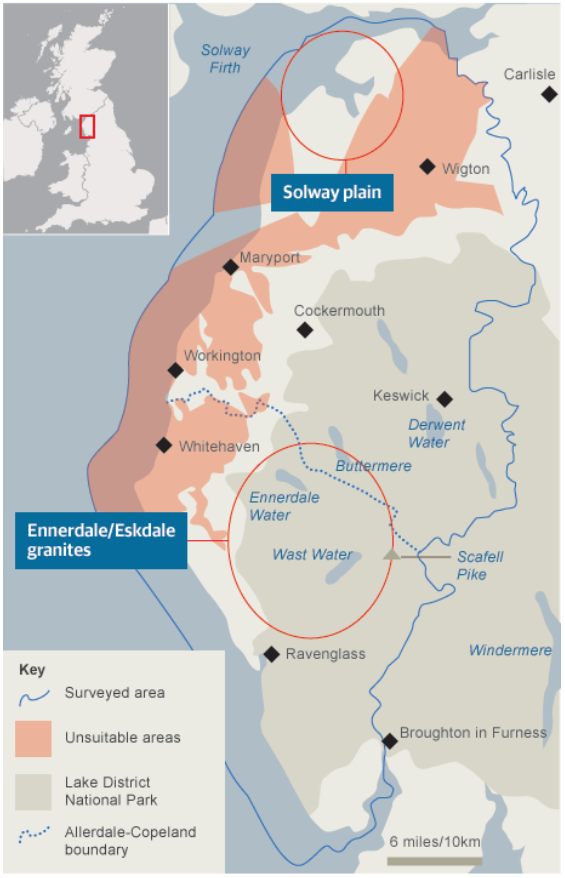 Solway
Firth
Carlisle
Wigton
Solway plain
Maryport
Cockermouth
Workington
Keswick
Derwent
Water
Whitehaven
Buttermere
Ennerdale
Water
Ennerdale/Eskdale
granites
Wast Water
Scafell
Pike
Ravenglass
Windermere
Broughton in Furness
Key
Surveyed area
Unsuitable areas
Lake District
National Park
Allerdale-Copeland
boundary
6 miles/10km